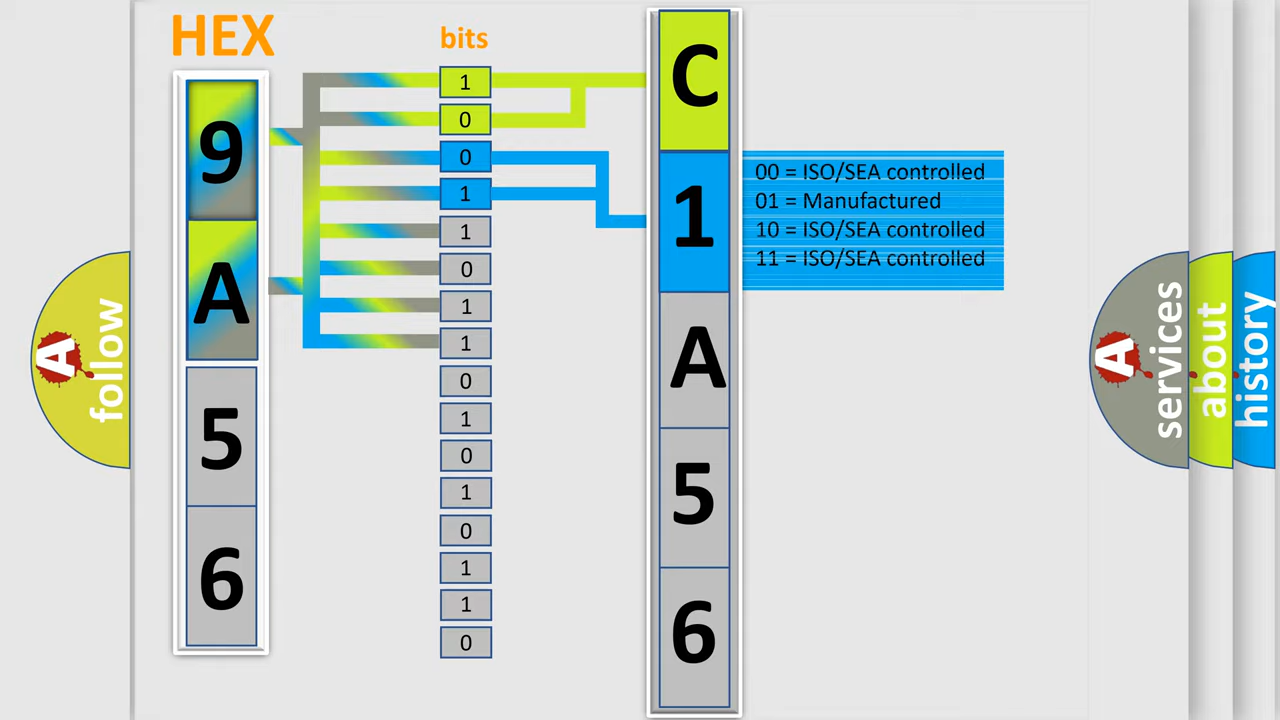 HEX
bits
9
A
5
6
1
0
0
1
1
0
1
1
0
1
0
1
0
1
1
0
C
1
A
5
6
00 = ISO/SEA controlled
01 = Manufactured
10 = ISO/SEA controlled
11 = ISO/SEA controlled
A follow
A services
about
history